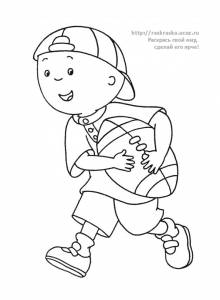 http://raskraska.ucoz.ru
Раскрась свой мир,
сделай его ярче!